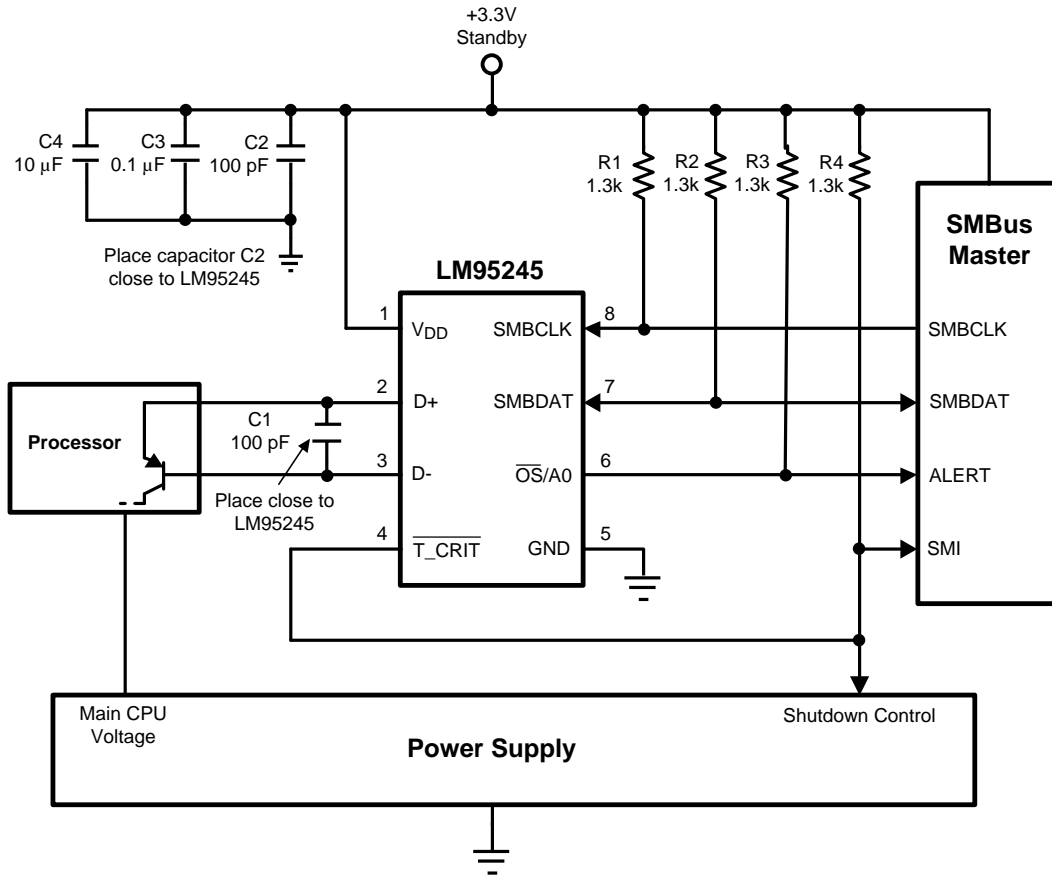 +3.3V
Standby
C4
10 µF
C3
0.1 µF
C2
100 pF
R1
1.3k
R2
1.3k
R3
1.3k
R4
1.3k
Place capacitor C2
close to LM95245
LM95245
SMBus
Master
1
VDD
SMBCLK
8
SMBCLK
2
D+
SMBDAT
7
SMBDAT
Processor
C1
100 pF
3
D-
O̅S̅/A0
6
ALERT
Place close to
LM95245
4
T̅_̅C̅R̅I̅T̅
GND
5
SMI
Main CPU
Voltage
Shutdown Control
Power Supply